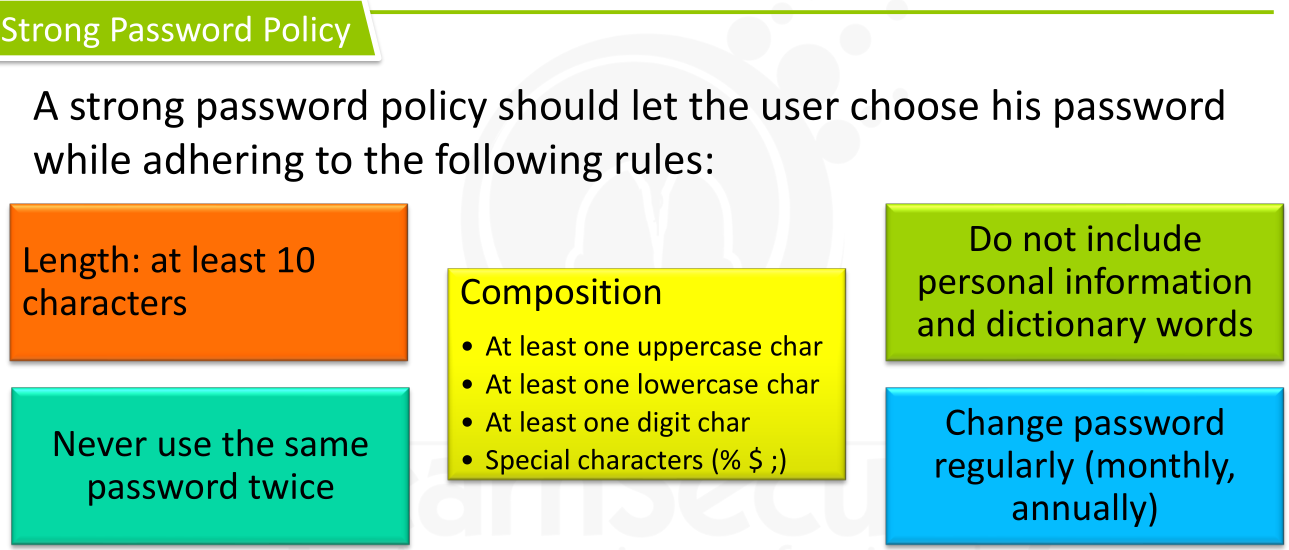 Strong Password Policy
A strong password policy should let the user choose his password
while adhering to the following rules:
Length: at least 10
characters
Never use the same
password twice
Composition
• At least one uppercase char
• At least one lowercase char
• At least one digit char
• Special characters (% $ ;)
Do not include
personal information
and dictionary words
Change password
regularly (monthly,
annually)